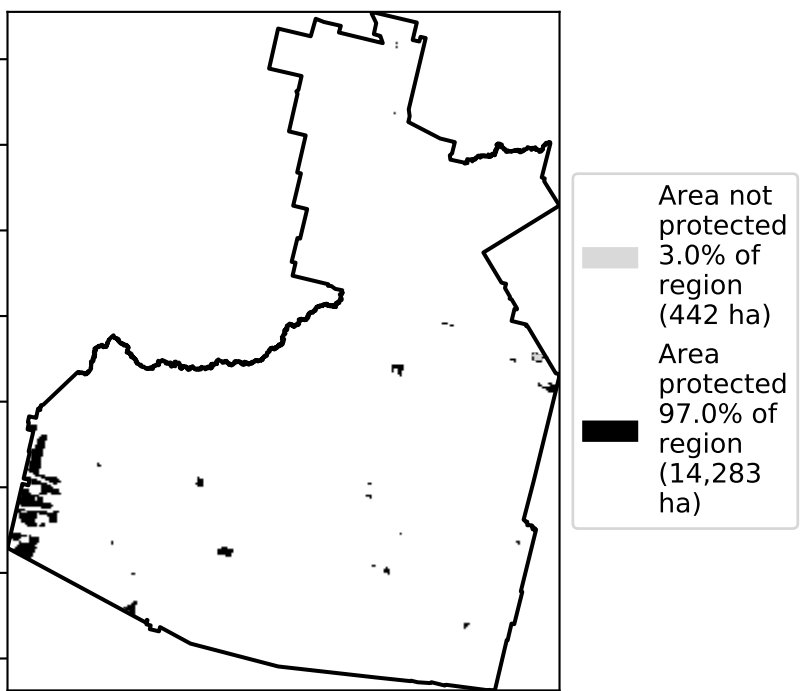 Area not
protected
3.0% of
region
(442 ha)
Area
protected
97.0% of
region
(14,283
ha)